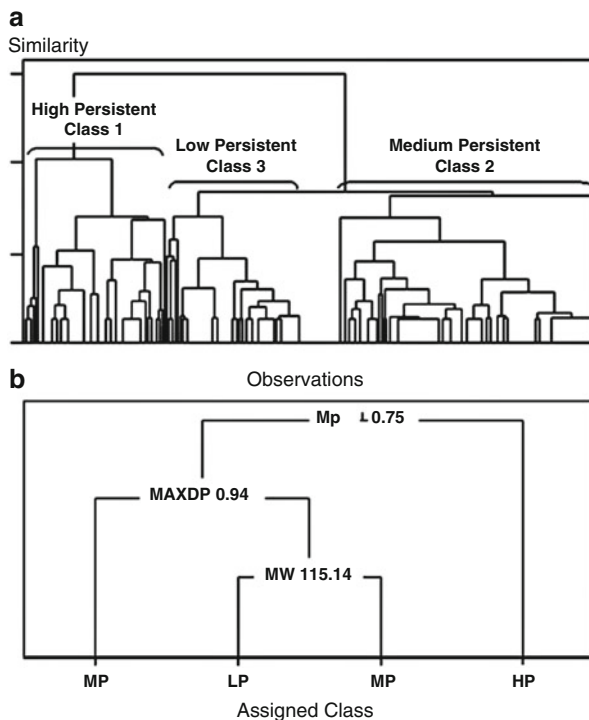 a
Similarity
High Persistent
Class 1
Low Persistent
Class 3
Medium Persistent
Class 2
b
Observations
Mp 0.75
MAXDP 0.94
MW 115.14
MP LP MP HP
Assigned Class